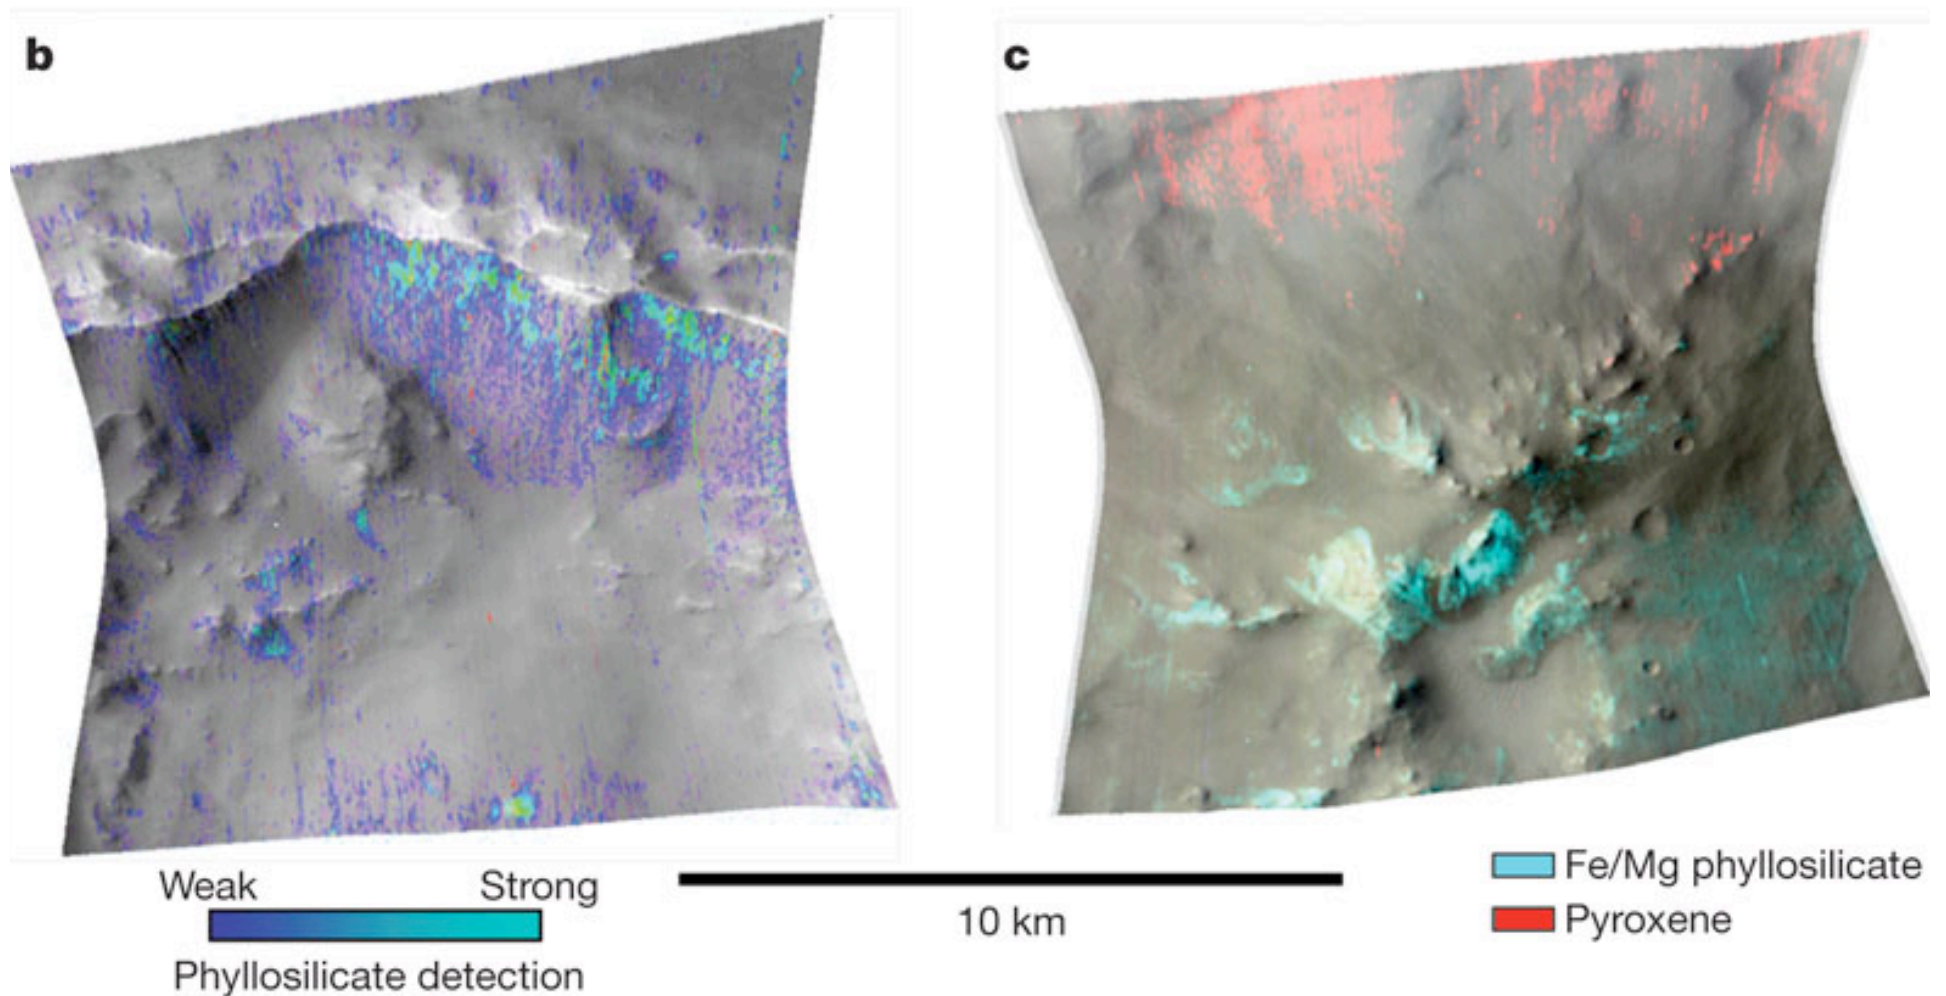 b
c
Weak Strong
Phyllosilicate detection
10 km
Fe/Mg phyllosilicate
Pyroxene